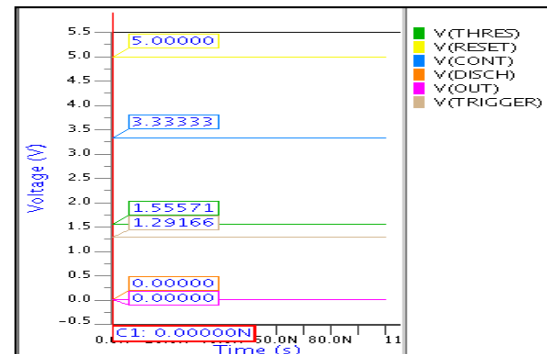 5.5
5.0
4.5
4.0
3.5
3.0
2.5
2.0
1.5
1.0
0.5
0.0
-0.5
Voltage (V)
5.00000
3.33333
1.55571
1.29166
0.00000
0.00000
C1: 0.00000N
50.0N 80.0N 11
Time (s)
V(THRES)
V(RESET)
V(CONT)
V(DISCH)
V(OUT)
V(TRIGGER)